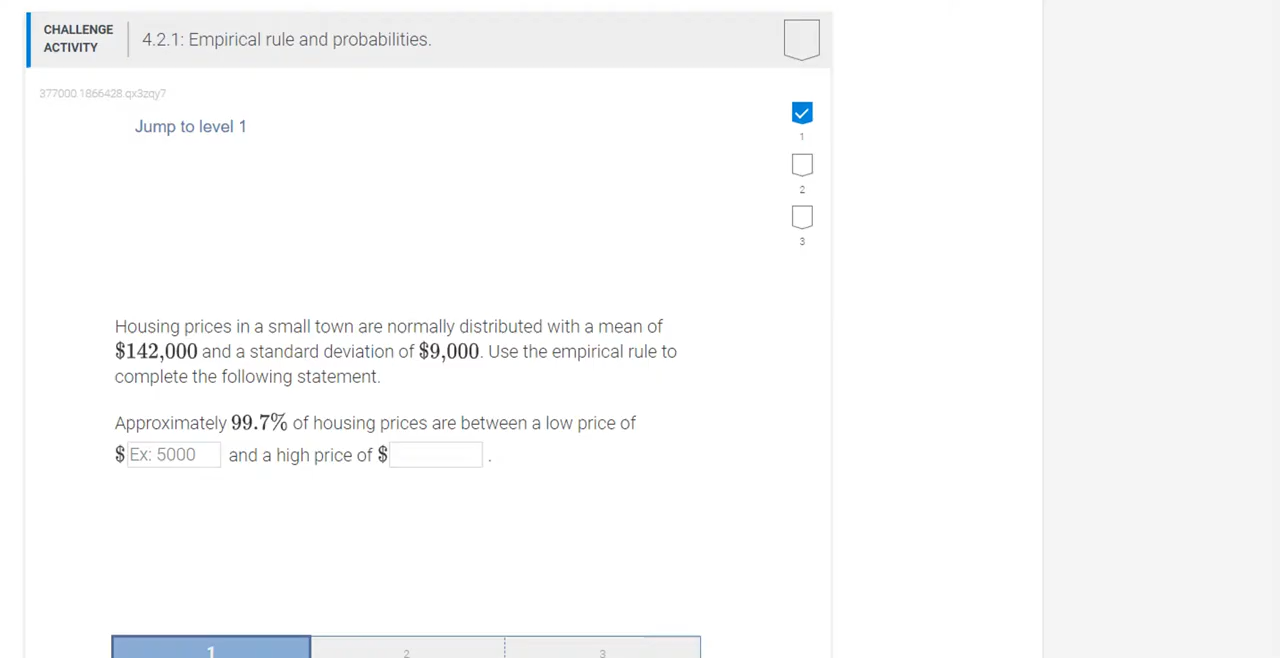 CHALLENGE
ACTIVITY
4.2.1: Empirical rule and probabilities.
377000.1866428.qx3zqy7
Jump to level 1
1
2
3
Housing prices in a small town are normally distributed with a mean of
$142,000 and a standard deviation of $9,000. Use the empirical rule to
complete the following statement.
Approximately 99.7% of housing prices are between a low price of
$ Ex: 5000 and a high price of $ .
1 2 3